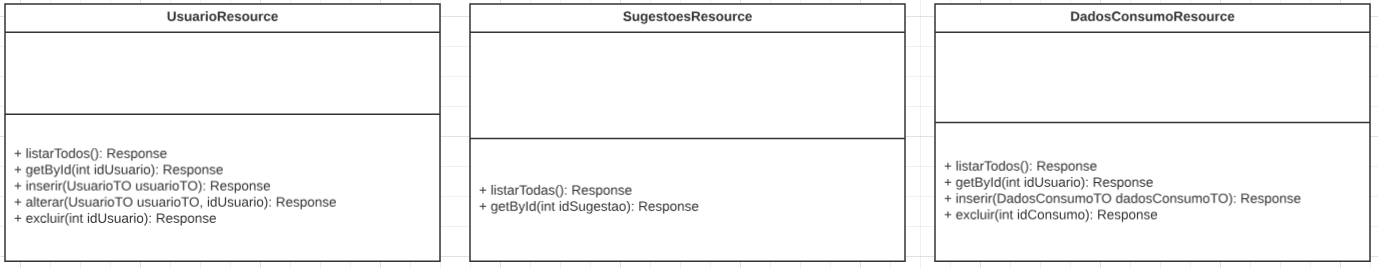 UsuarioResource
+ listarTodos(): Response
+ getById(int idUsuario): Response
+ inserir(UsuarioTO usuarioTO): Response
+ alterar(UsuarioTO usuarioTO, idUsuario): Response
+ excluir(int idUsuario): Response
SugestoesResource
+ listarTodas(): Response
+ getById(int idSugestao): Response
DadosConsumoResource
+ listarTodos(): Response
+ getById(int idUsuario): Response
+ inserir(DadosConsumoTO dadosConsumoTO): Response
+ excluir(int idConsumo): Response